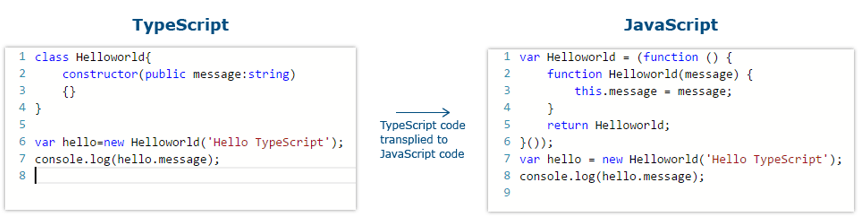 TypeScript
1 class Helloworld{
2     constructor(public message:string)
3     {}
4 }
5
6 var hello=new Helloworld('Hello TypeScript');
7 console.log(hello.message);
8
TypeScript code
transplied to
JavaScript code
JavaScript
1 var Helloworld = (function () {
2     function Helloworld(message) {
3         this.message = message;
4     }
5     return Helloworld;
6 }());
7 var hello = new Helloworld('Hello TypeScript');
8 console.log(hello.message);
9